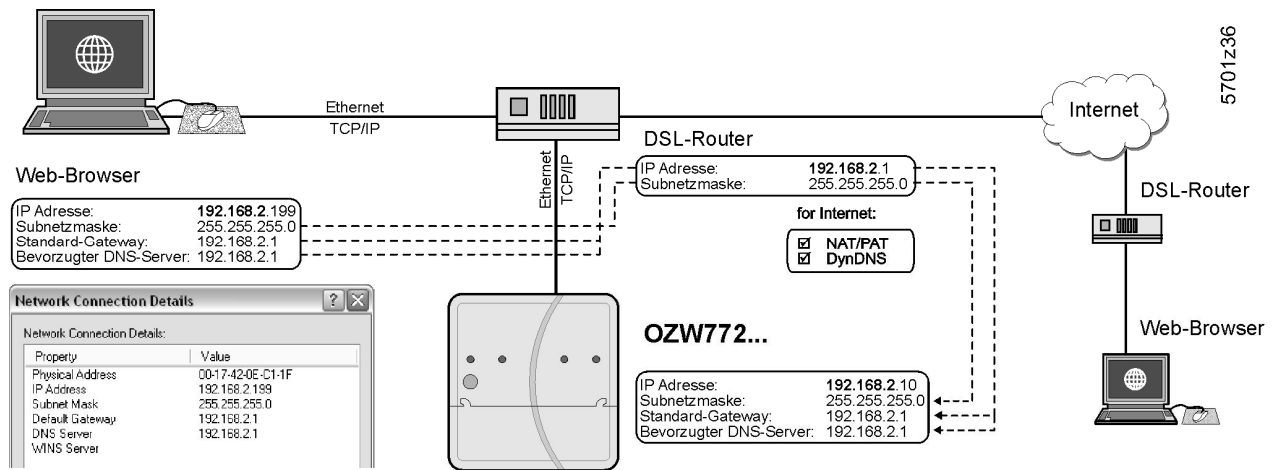 5701z36
Ethernet
TCP/IP
Internet
DSL-Router
IP Adresse: 192.168.2.1
Subnetzmaske: 255.255.255.0
Ethernet
TCP/IP
Web-Browser
IP Adresse: 192.168.2.199
Subnetzmaske: 255.255.255.0
Standard-Gateway: 192.168.2.1
Bevorzugter DNS-Server: 192.168.2.1
for Internet:
NAT/PAT
DynDNS
DSL-Router
Network Connection Details
Network Connection Details:
Property Value
Physical Address 00-17-42-0E-C1-1F
IP Address 192.168.2.199
Subnet Mask 255.255.255.0
Default Gateway 192.168.2.1
DNS Server 192.168.2.1
WINS Server
OZW772...
IP Adresse: 192.168.2.10
Subnetzmaske: 255.255.255.0
Standard-Gateway: 192.168.2.1
Bevorzugter DNS-Server: 192.168.2.1
Web-Browser